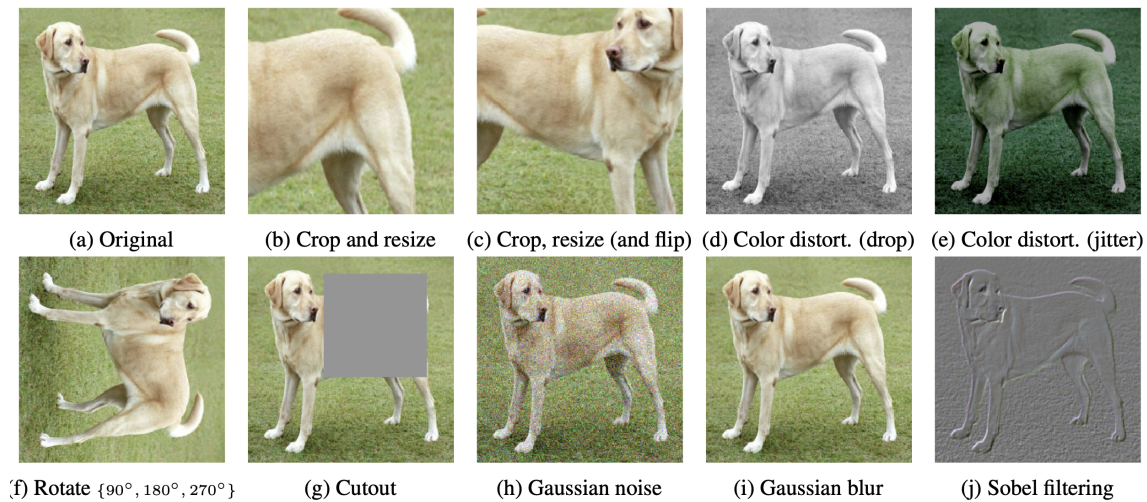 (a) Original
(b) Crop and resize
(c) Crop, resize (and flip)
(d) Color distort. (drop)
(e) Color distort. (jitter)
(f) Rotate {90°, 180°, 270°}
(g) Cutout
(h) Gaussian noise
(i) Gaussian blur
(j) Sobel filtering